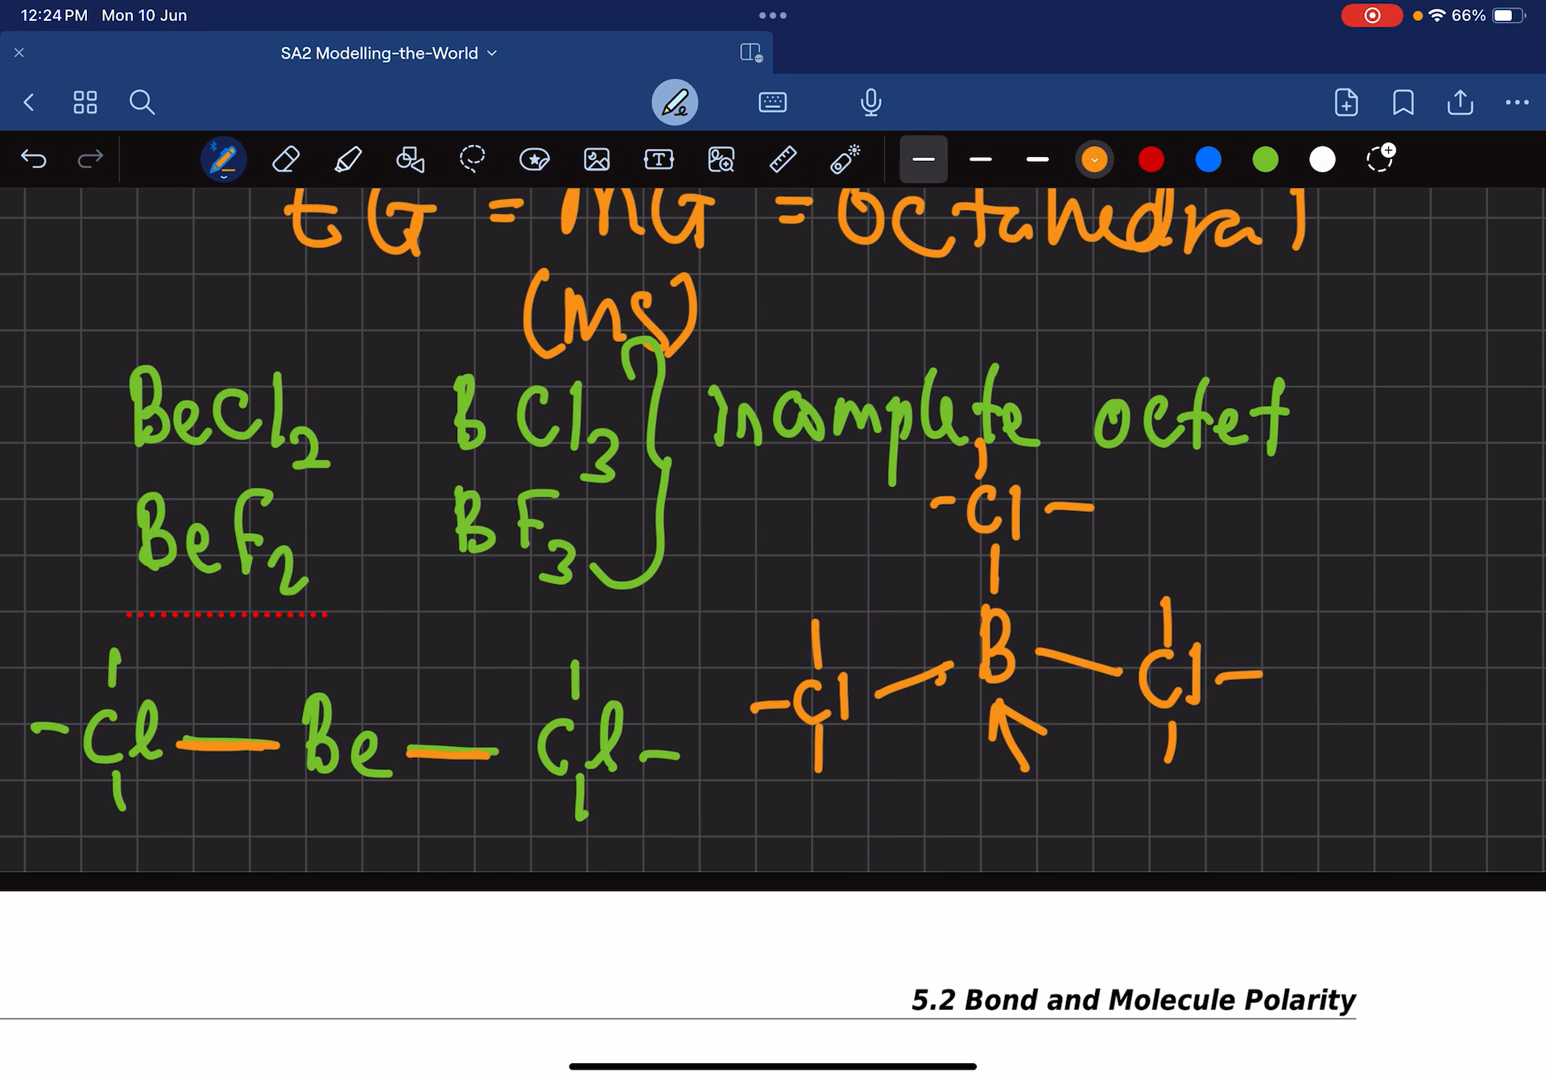 12:24 PM Mon 10 Jun
66%
SA2 Modelling-the-World
tG = mG = octahedral
(ms)
BeCl2 BCl3 } incomplete octet
BeF2 BF3
Cl
B
Cl Cl
Cl — Be — Cl
5.2 Bond and Molecule Polarity